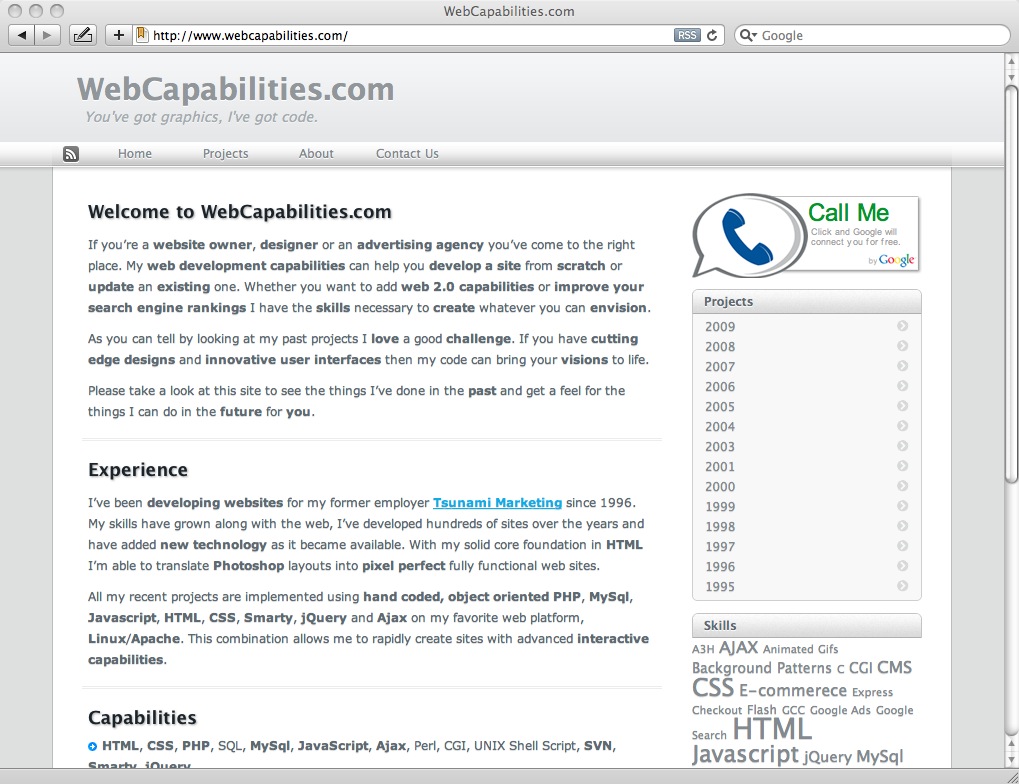 WebCapabilities.com
http://www.webcapabilities.com/
RSS
Google
WebCapabilities.com
You've got graphics, I've got code.
Home
Projects
About
Contact Us
Welcome to WebCapabilities.com
If you're a website owner, designer or an advertising agency you've come to the right
place. My web development capabilities can help you develop a site from scratch or
update an existing one. Whether you want to add web 2.0 capabilities or improve your
search engine rankings I have the skills necessary to create whatever you can envision.
As you can tell by looking at my past projects I love a good challenge. If you have cutting
edge designs and innovative user interfaces then my code can bring your visions to life.
Please take a look at this site to see the things I've done in the past and get a feel for the
things I can do in the future for you.
Experience
I've been developing websites for my former employer Tsunami Marketing since 1996.
My skills have grown along with the web, I've developed hundreds of sites over the years and
have added new technology as it became available. With my solid core foundation in HTML
I'm able to translate Photoshop layouts into pixel perfect fully functional web sites.
All my recent projects are implemented using hand coded, object oriented PHP, MySql,
Javascript, HTML, CSS, Smarty, jQuery and Ajax on my favorite web platform,
Linux/Apache. This combination allows me to rapidly create sites with advanced interactive
capabilities.
Capabilities
HTML, CSS, PHP, SQL, MySql, JavaScript, Ajax, Perl, CGI, UNIX Shell Script, SVN,
Smarty, jQuery
Call Me
Click and Google will
connect you for free.
by Google
Projects
2009
2008
2007
2006
2005
2004
2003
2001
2000
1999
1998
1997
1996
1995
Skills
A3H AJAX Animated Gifs
Background Patterns C CGI CMS
CSS E-commerece Express
Checkout Flash GCC Google Ads Google
Search HTML
Javascript jQuery MySql